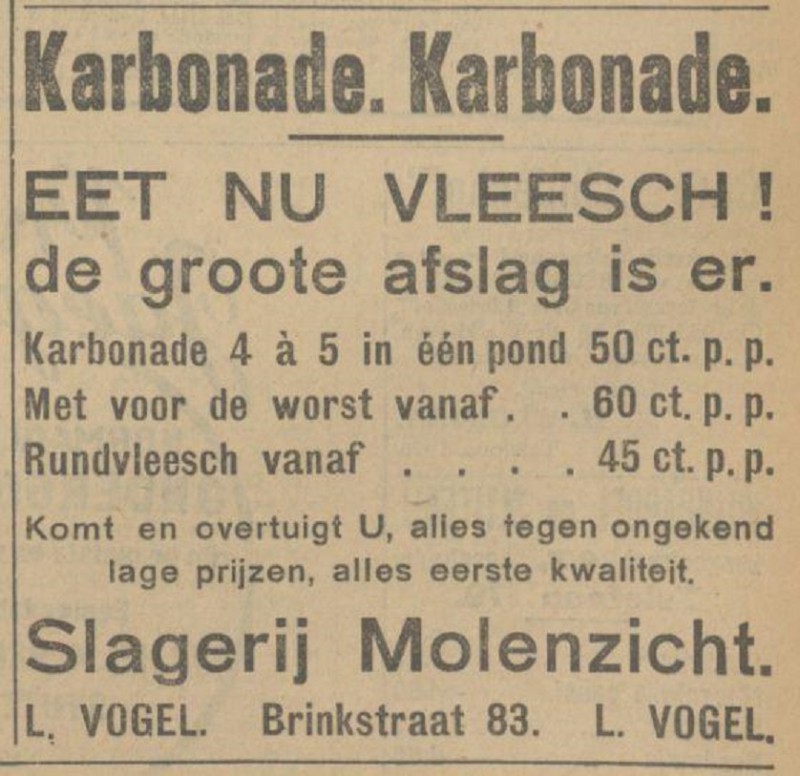 Karbonade. Karbonade.
EET NU VLEESCH!
de groote afslag is er.
Karbonade 4 à 5 in één pond 50 ct. p. p.
Met voor de worst vanaf. . 60 ct. p. p.
Rundvleesch vanaf . . . . 45 ct. p. p.
Komt en overtuigt U, alles tegen ongekend
lage prijzen, alles eerste kwaliteit.
Slagerij Molenzicht.
L. VOGEL. Brinkstraat 83. L. VOGEL.